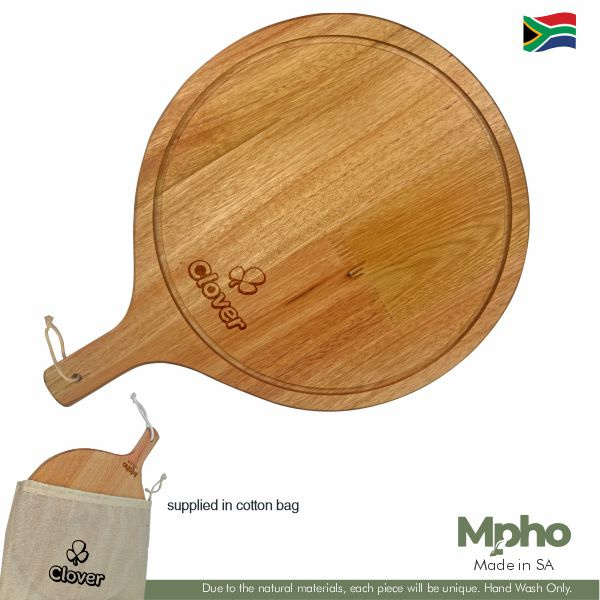 Clover
Mpho
supplied in cotton bag
Clover
Mpho
Made in SA
Due to the natural materials, each piece will be unique. Hand Wash Only.